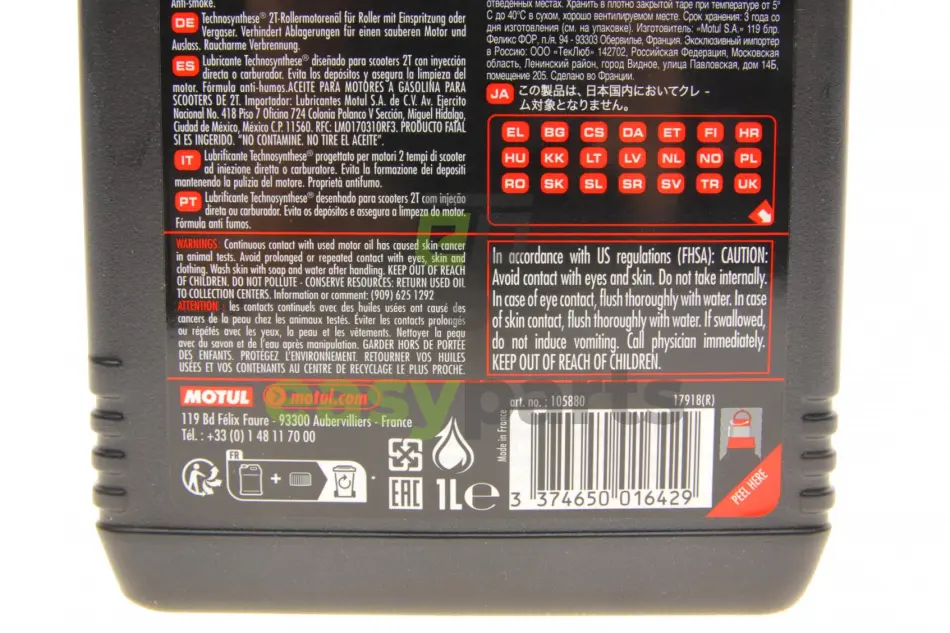 Anti-smoke.
DE Technosynthese® 2T-Rollermotorenöl für Roller mit Einspritzung oder
Vergaser. Verhindert Ablagerungen für einen sauberen Motor und
Auslass. Raucharme Verbrennung.
ES Lubricante Technosynthese® diseñado para scooters 2T con inyección
directa o carburador. Evita los depósitos y asegura la limpieza del
motor. Fórmula anti-humos.ACEITE PARA MOTORES A GASOLINA PARA
SCOOTERS DE 2T. Importador: Lubricantes Motul S.A. de C.V. Av. Ejercito
Nacional No. 418 Piso 7 Oficina 724 Colonia Polanco V Sección, Miguel Hidalgo,
Ciudad de México, México C.P. 11560. RFC: LMO170310RF3. PRODUCTO FATAL
SI ES INGERIDO. "NO CONTAMINE. NO TIRE EL ACEITE".
IT Lubrificante Technosynthese® progettato per motori 2 tempi di scooter
ad iniezione diretta o carburatore. Evita la formazione dei depositi
mantenendo la pulizia del motore. Proprietà antifumo.
PT Lubrificante Technosynthese® desenhado para scooters 2T com injeção
direta ou carburador. Evita os depósitos e assegura a limpeza do motor.
Fórmula anti fumos.
отведенных местах. Хранить в плотно закрытой таре при температуре от 5°
С до 40°С в сухом, хорошо вентилируемом месте. Срок хранения: 3 года со
дня изготовления (см. на упаковке). Изготовитель: «Motul S.A.» 119 блр.
Феликс ФОР, п/я. 94 - 93303 Обервилье, Франция. Эксклюзивный импортер
в Россию: ООО «ТекЛюб» 142702, Российская Федерация, Московская
область, Ленинский район, город Видное, улица Павловская, дом 14Б,
помещение 205. Сделано во Франции.
JA この製品は、日本国内においてクレ -
ム対象となりません。
EL BG CS DA ET FI HR
HU KK LT LV NL NO PL
RO SK SL SR SV TR UK
WARNINGS: Continuous contact with used motor oil has caused skin cancer
in animal tests. Avoid prolonged or repeated contact with eyes, skin and
clothing. Wash skin with soap and water after handling. KEEP OUT OF REACH
OF CHILDREN. DO NOT POLLUTE - CONSERVE RESOURCES: RETURN USED OIL
TO COLLECTION CENTERS. Information or comment: (909) 625 1292
ATTENTION : les contacts continuels avec des huiles usées ont causé des
cancers de la peau chez les animaux testés. Éviter les contacts prolongés
ou répétés avec les yeux, la peau et les vêtements. Nettoyer la peau
avec du savon et de l'eau après manipulation. GARDER HORS DE PORTÉE
DES ENFANTS. PROTÉGEZ L'ENVIRONNEMENT. RETOURNER VOS HUILES
USÉES ET VOS CONTENANTS AU CENTRE DE RECYCLAGE LE PLUS PROCHE.
In accordance with US regulations (FHSA): CAUTION:
Avoid contact with eyes and skin. Do not take internally.
In case of eye contact, flush thoroughly with water. In case
of skin contact, flush thoroughly with water. If swallowed,
do not induce vomiting. Call physician immediately.
KEEP OUT OF REACH OF CHILDREN.
MOTUL motul.com
119 Bd Félix Faure - 93300 Aubervilliers - France
Tél. : +33 (0) 1 48 11 70 00
FR
EAC 1L e
easyparts
art. no. : 105880 17918(R)
Made in France
3 374650 016429
PEEL HERE